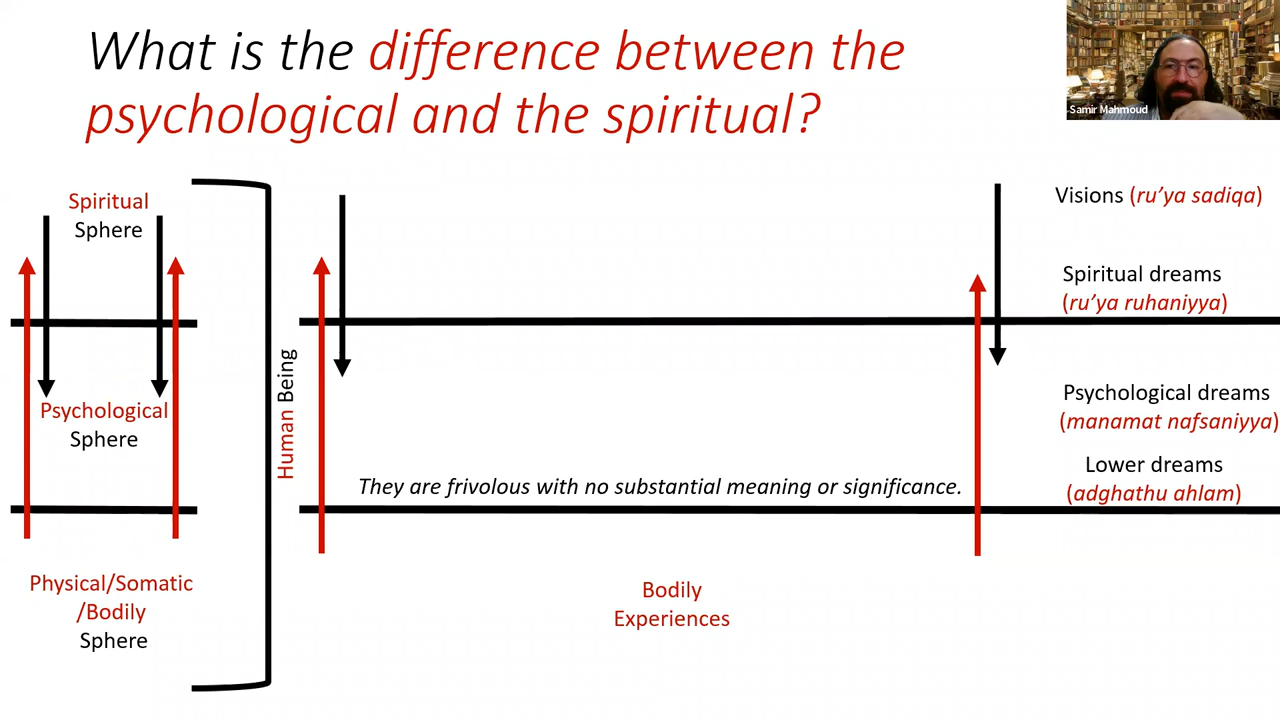 What is the difference between the
psychological and the spiritual?
Samir Mahmoud
Spiritual
Sphere
Psychological
Sphere
Physical/Somatic
/Bodily
Sphere
Human Being
They are frivolous with no substantial meaning or significance.
Bodily
Experiences
Visions (ru’ya sadiqa)
Spiritual dreams
(ru’ya ruhaniyya)
Psychological dreams
(manamat nafsaniyya)
Lower dreams
(adghathu ahlam)